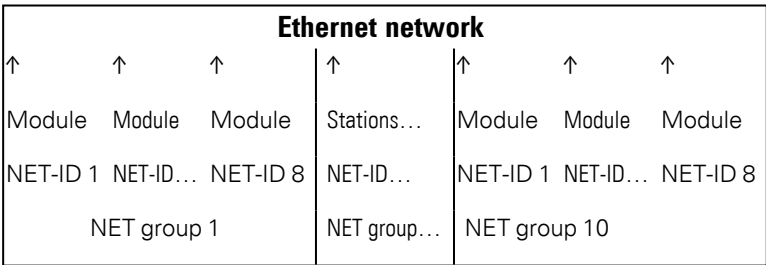 Ethernet network
↑ ↑ ↑ ↑ ↑ ↑ ↑
Module Module Module Stations… Module Module Module
NET-ID 1 NET-ID… NET-ID 8 NET-ID… NET-ID 1 NET-ID… NET-ID 8
NET group 1 NET group… NET group 10